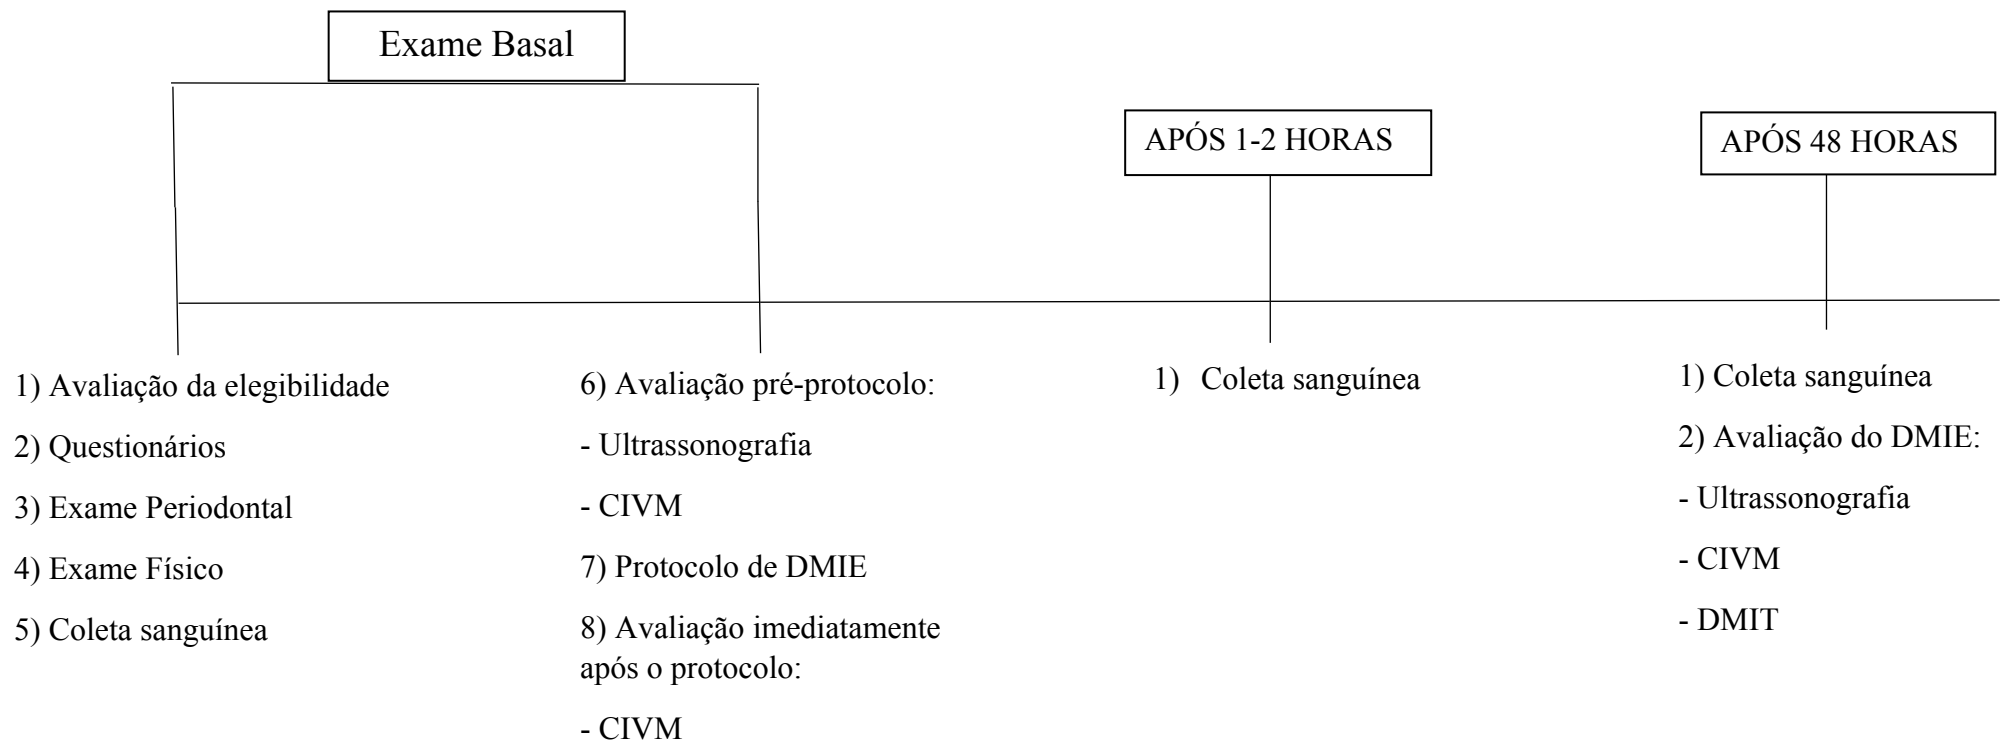 Exame Basal
APÓS 1-2 HORAS
APÓS 48 HORAS
1) Avaliação da elegibilidade
2) Questionários
3) Exame Periodontal
4) Exame Físico
5) Coleta sanguínea
6) Avaliação pré-protocolo:
- Ultrassonografia
- CIVM
7) Protocolo de DMIE
8) Avaliação imediatamente
após o protocolo:
- CIVM
1) Coleta sanguínea
1) Coleta sanguínea
2) Avaliação do DMIE:
- Ultrassonografia
- CIVM
- DMIT